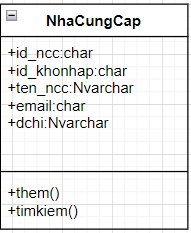 NhaCungCap
+id_ncc:char
+id_khonhap:char
+ten_ncc:Nvarchar
+email:char
+dchi:Nvarchar
+them()
+timkiem()